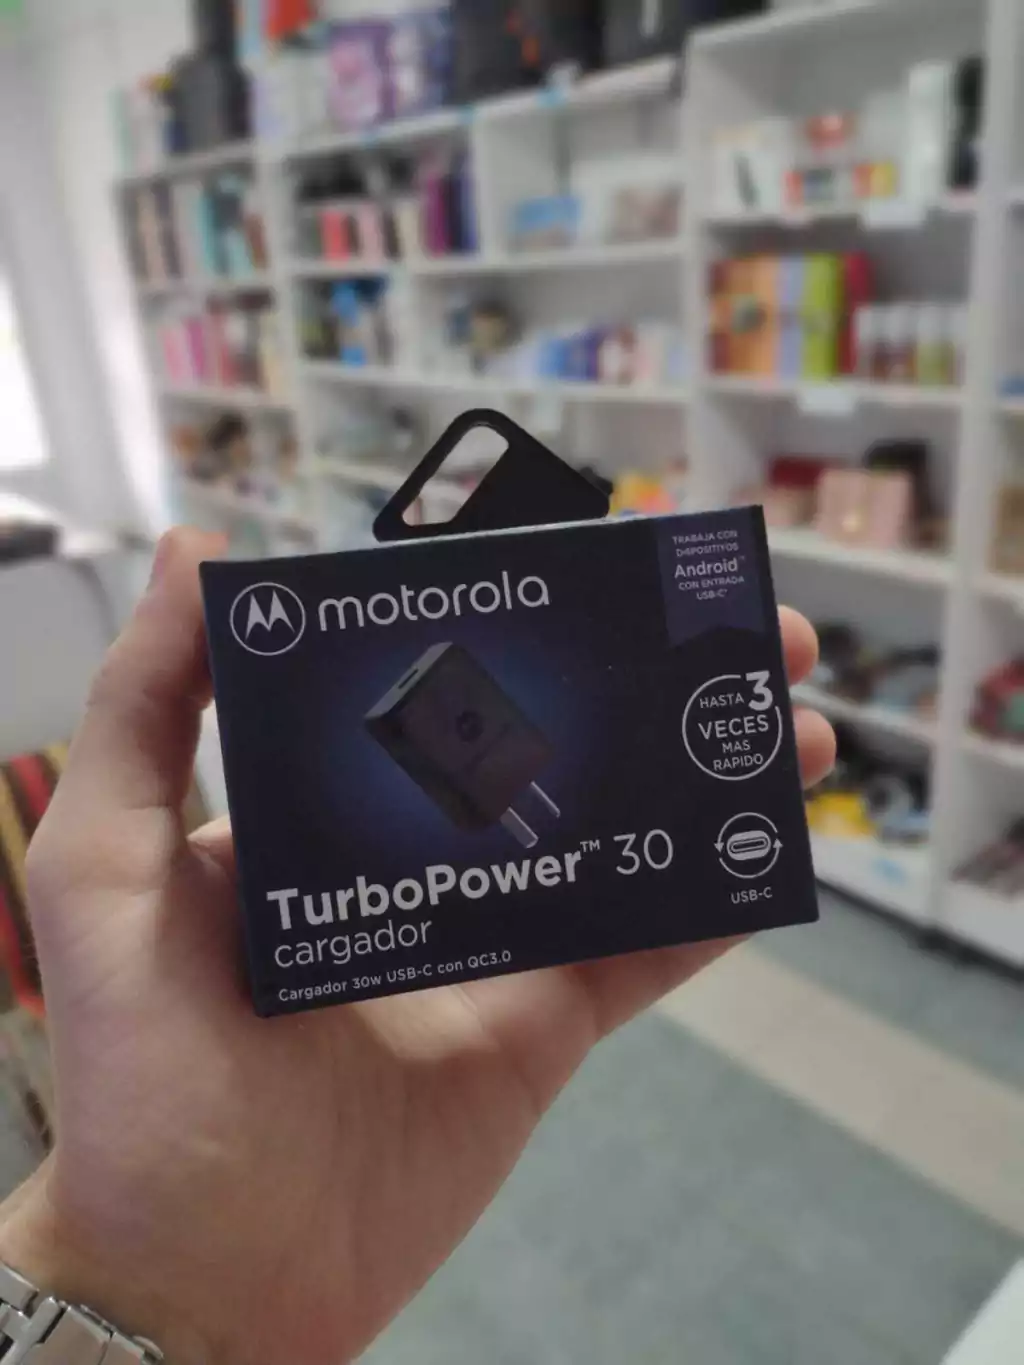 motorola
TRABAJA CON
DISPOSITIVOS
Android™
CON ENTRADA
USB-C*
HASTA 3
VECES
MAS
RAPIDO
TurboPower™ 30
cargador
Cargador 30w USB-C con QC3.0
USB-C